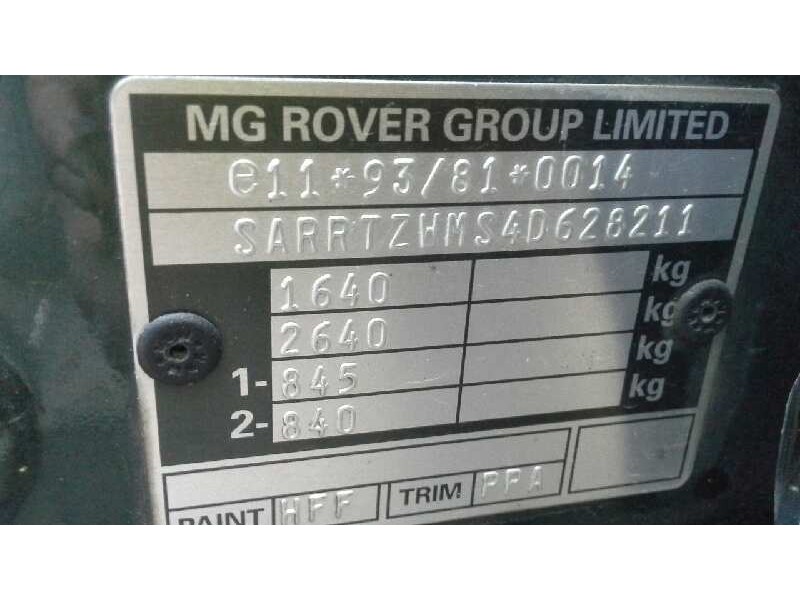 MG ROVER GROUP LIMITED
e11*93/81*0014
SARRTZWMS4D628211
1640 kg
2640 kg
1- 845 kg
2- 840 kg
PAINT HFF TRIM PPA